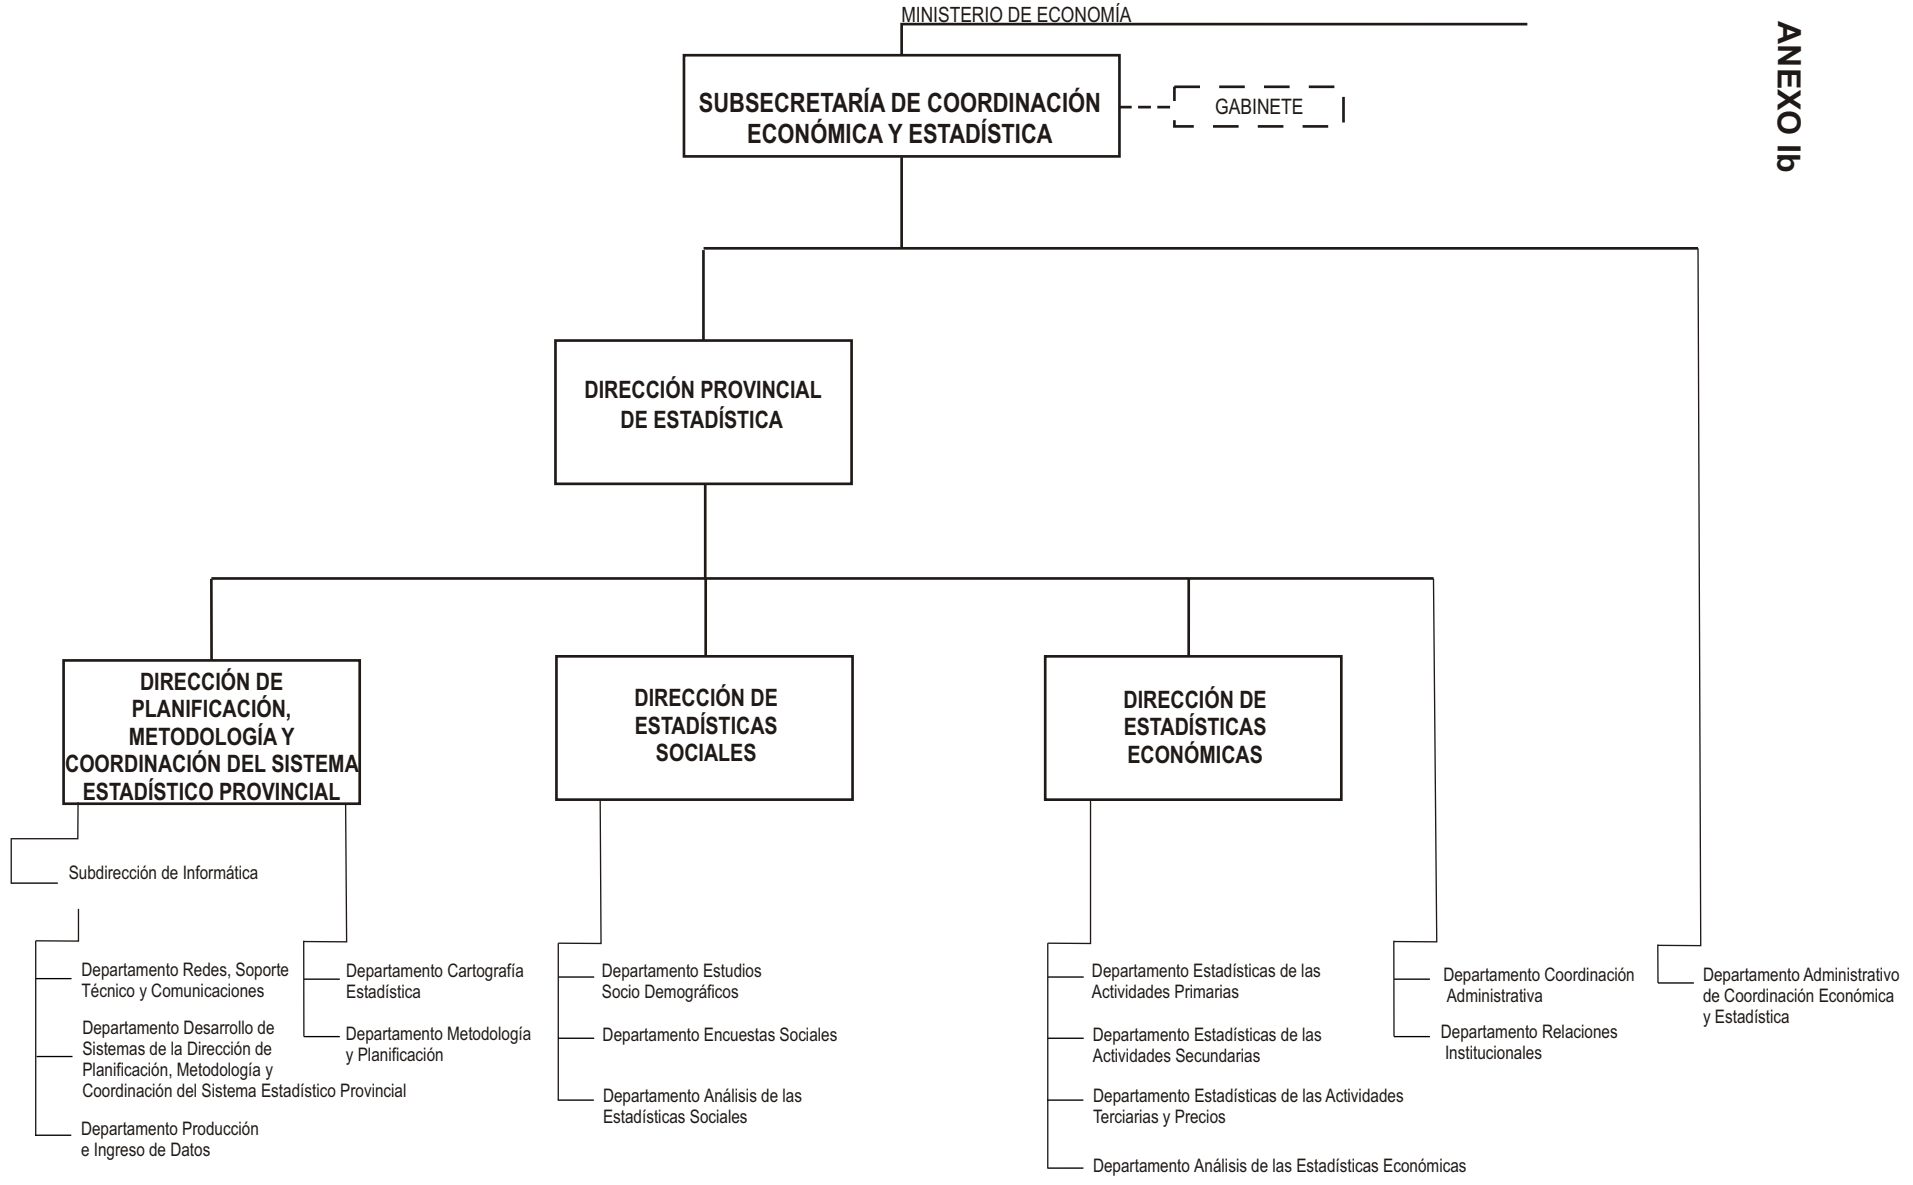 MINISTERIO DE ECONOMÍA
ANEXO Ib
SUBSECRETARÍA DE COORDINACIÓN
ECONÓMICA Y ESTADÍSTICA
GABINETE
DIRECCIÓN PROVINCIAL
DE ESTADÍSTICA
DIRECCIÓN DE
PLANIFICACIÓN,
METODOLOGÍA Y
COORDINACIÓN DEL SISTEMA
ESTADÍSTICO PROVINCIAL
DIRECCIÓN DE
ESTADÍSTICAS
SOCIALES
DIRECCIÓN DE
ESTADÍSTICAS
ECONÓMICAS
Subdirección de Informática
Departamento Redes, Soporte
Técnico y Comunicaciones
Departamento Desarrollo de
Sistemas de la Dirección de
Planificación, Metodología y
Coordinación del Sistema Estadístico Provincial
Departamento Producción
e Ingreso de Datos
Departamento Cartografía
Estadística
Departamento Metodología
y Planificación
Departamento Estudios
Socio Demográficos
Departamento Encuestas Sociales
Departamento Análisis de las
Estadísticas Sociales
Departamento Estadísticas de las
Actividades Primarias
Departamento Estadísticas de las
Actividades Secundarias
Departamento Estadísticas de las Actividades
Terciarias y Precios
Departamento Análisis de las Estadísticas Económicas
Departamento Coordinación
Administrativa
Departamento Relaciones
Institucionales
Departamento Administrativo
de Coordinación Económica
y Estadística